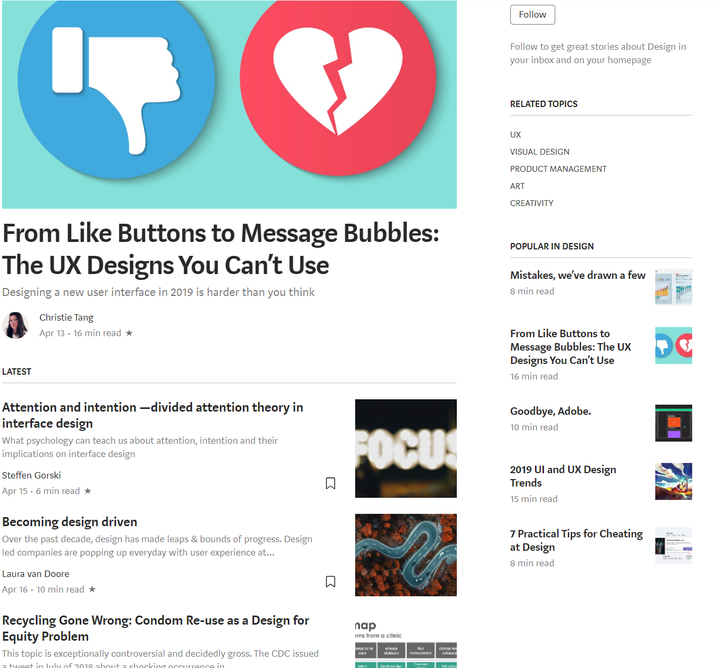 From Like Buttons to Message Bubbles:
The UX Designs You Can't Use
Designing a new user interface in 2019 is harder than you think
Christie Tang
Apr 13 · 16 min read ★
LATEST
Attention and intention —divided attention theory in
interface design
What psychology can teach us about attention, intention and their
implications on interface design
Steffen Gorski
Apr 15 · 6 min read ★
FOCUS
Becoming design driven
Over the past decade, design has made leaps & bounds of progress. Design
led companies are popping up everyday with user experience at...
Laura van Doore
Apr 16 · 10 min read ★
Recycling Gone Wrong: Condom Re-use as a Design for
Equity Problem
This topic is exceptionally controversial and decidedly gross. The CDC issued
a tweet in July of 2018 about a shocking occurrence in
map
oms from a clinic
Follow
Follow to get great stories about Design in
your inbox and on your homepage
RELATED TOPICS
UX
VISUAL DESIGN
PRODUCT MANAGEMENT
ART
CREATIVITY
POPULAR IN DESIGN
Mistakes, we've drawn a few
8 min read
From Like Buttons to
Message Bubbles: The UX
Designs You Can't Use
16 min read
Goodbye, Adobe.
10 min read
2019 UI and UX Design
Trends
15 min read
7 Practical Tips for Cheating
at Design
8 min read